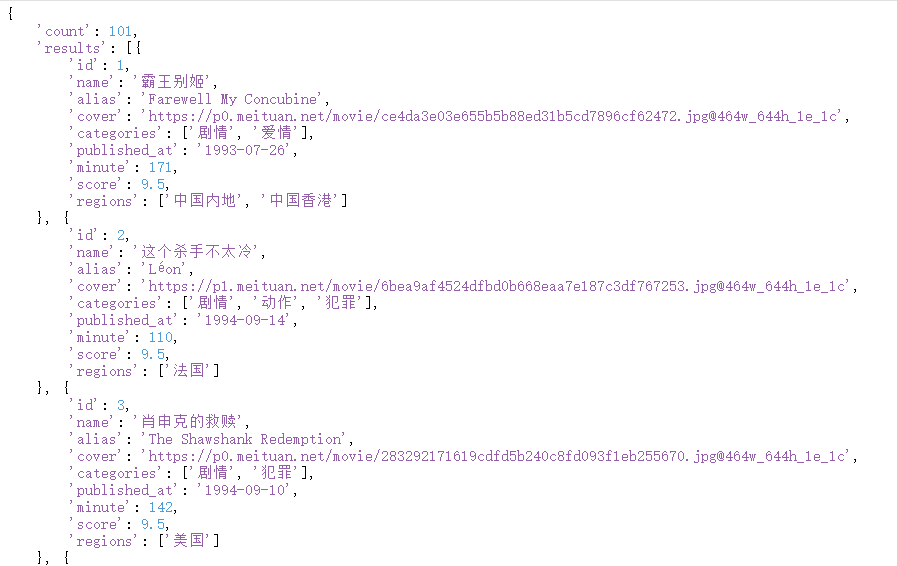 {
    'count': 101,
    'results': [{
        'id': 1,
        'name': '霸王别姬',
        'alias': 'Farewell My Concubine',
        'cover': 'https://p0.meituan.net/movie/ce4da3e03e655b5b88ed31b5cd7896cf62472.jpg@464w_644h_1e_1c',
        'categories': ['剧情', '爱情'],
        'published_at': '1993-07-26',
        'minute': 171,
        'score': 9.5,
        'regions': ['中国内地', '中国香港']
    }, {
        'id': 2,
        'name': '这个杀手不太冷',
        'alias': 'Léon',
        'cover': 'https://p1.meituan.net/movie/6bea9af4524dfbd0b668eaa7e187c3df767253.jpg@464w_644h_1e_1c',
        'categories': ['剧情', '动作', '犯罪'],
        'published_at': '1994-09-14',
        'minute': 110,
        'score': 9.5,
        'regions': ['法国']
    }, {
        'id': 3,
        'name': '肖申克的救赎',
        'alias': 'The Shawshank Redemption',
        'cover': 'https://p0.meituan.net/movie/283292171619cdfd5b240c8fd093f1eb255670.jpg@464w_644h_1e_1c',
        'categories': ['剧情', '犯罪'],
        'published_at': '1994-09-10',
        'minute': 142,
        'score': 9.5,
        'regions': ['美国']
    }, {